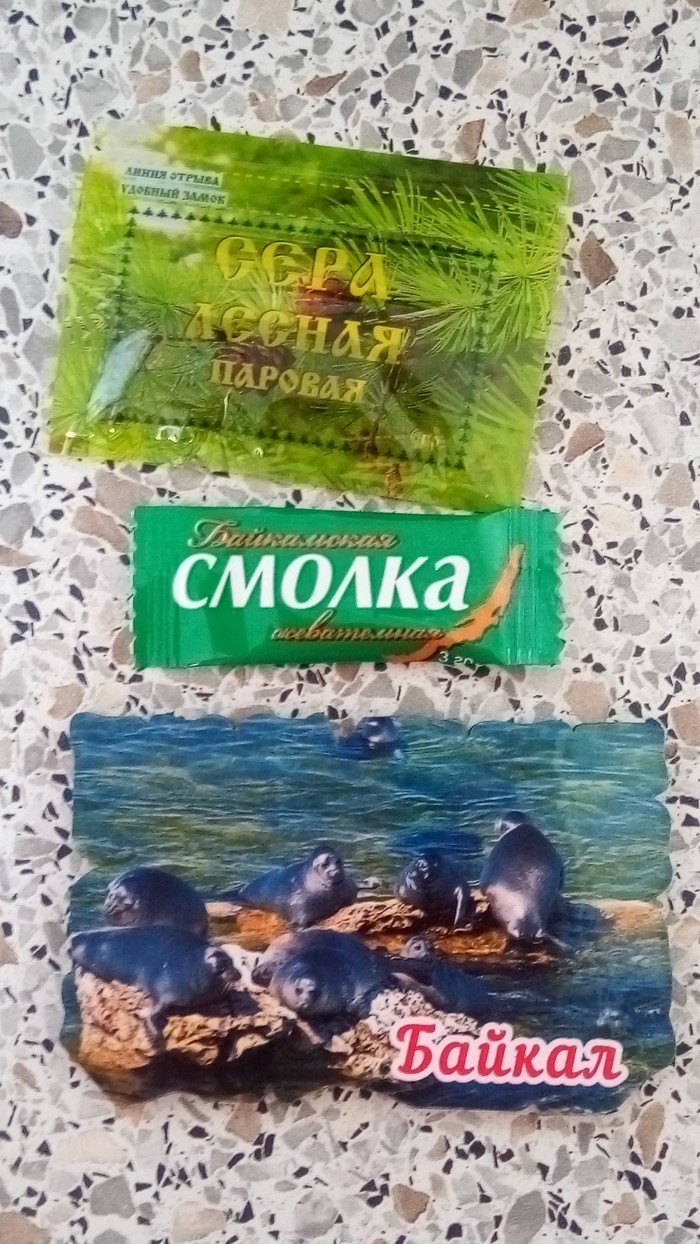 ЛИНИЯ ОТРЫВА
УДОБНЫЙ ЗАМОК
СЕРА
ЛЕСНАЯ
ПАРОВАЯ
Байкальская
СМОЛКА
жевательная
Байкал